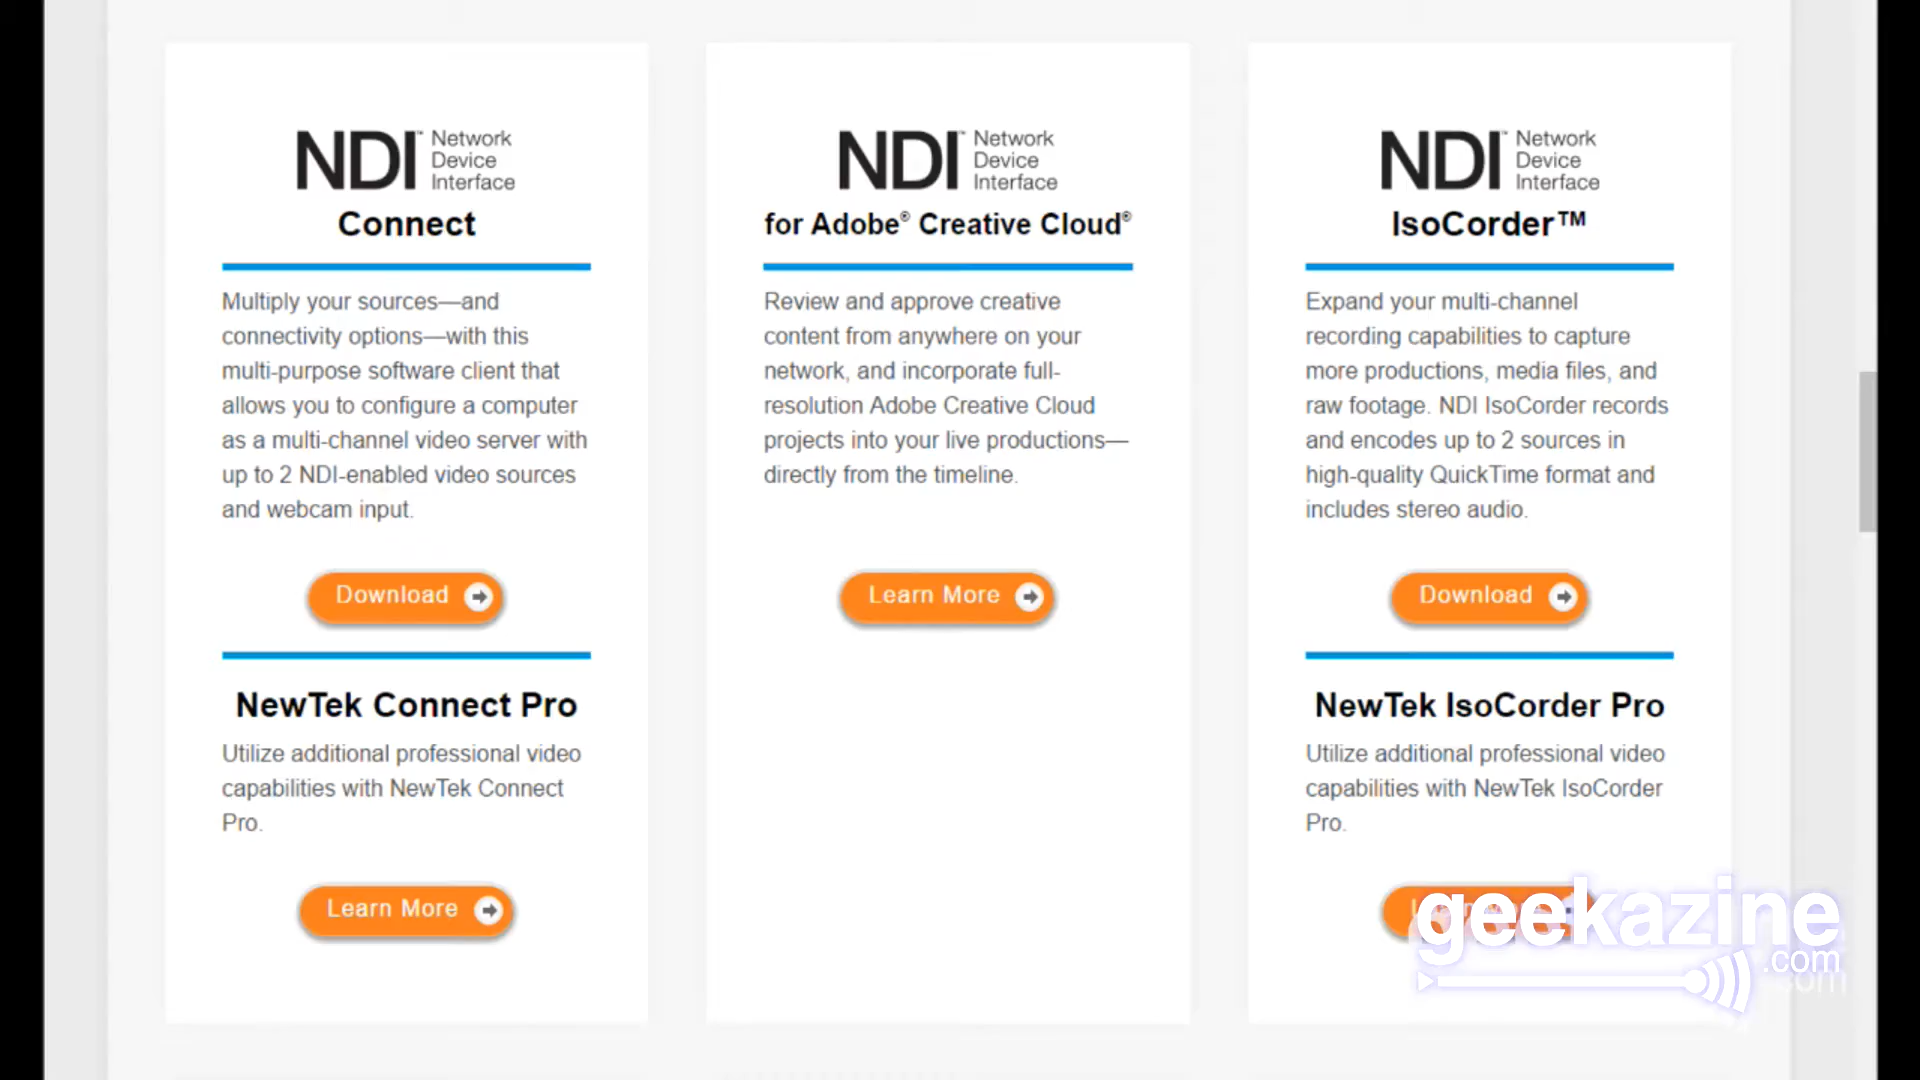 NDI™ Network
Device
Interface
Connect
Multiply your sources—and
connectivity options—with this
multi-purpose software client that
allows you to configure a computer
as a multi-channel video server with
up to 2 NDI-enabled video sources
and webcam input.
Download
NewTek Connect Pro
Utilize additional professional video
capabilities with NewTek Connect
Pro.
Learn More
NDI™ Network
Device
Interface
for Adobe® Creative Cloud®
Review and approve creative
content from anywhere on your
network, and incorporate full-
resolution Adobe Creative Cloud
projects into your live productions—
directly from the timeline.
Learn More
NDI™ Network
Device
Interface
IsoCorder™
Expand your multi-channel
recording capabilities to capture
more productions, media files, and
raw footage. NDI IsoCorder records
and encodes up to 2 sources in
high-quality QuickTime format and
includes stereo audio.
Download
NewTek IsoCorder Pro
Utilize additional professional video
capabilities with NewTek IsoCorder
Pro.
geekazine
.com